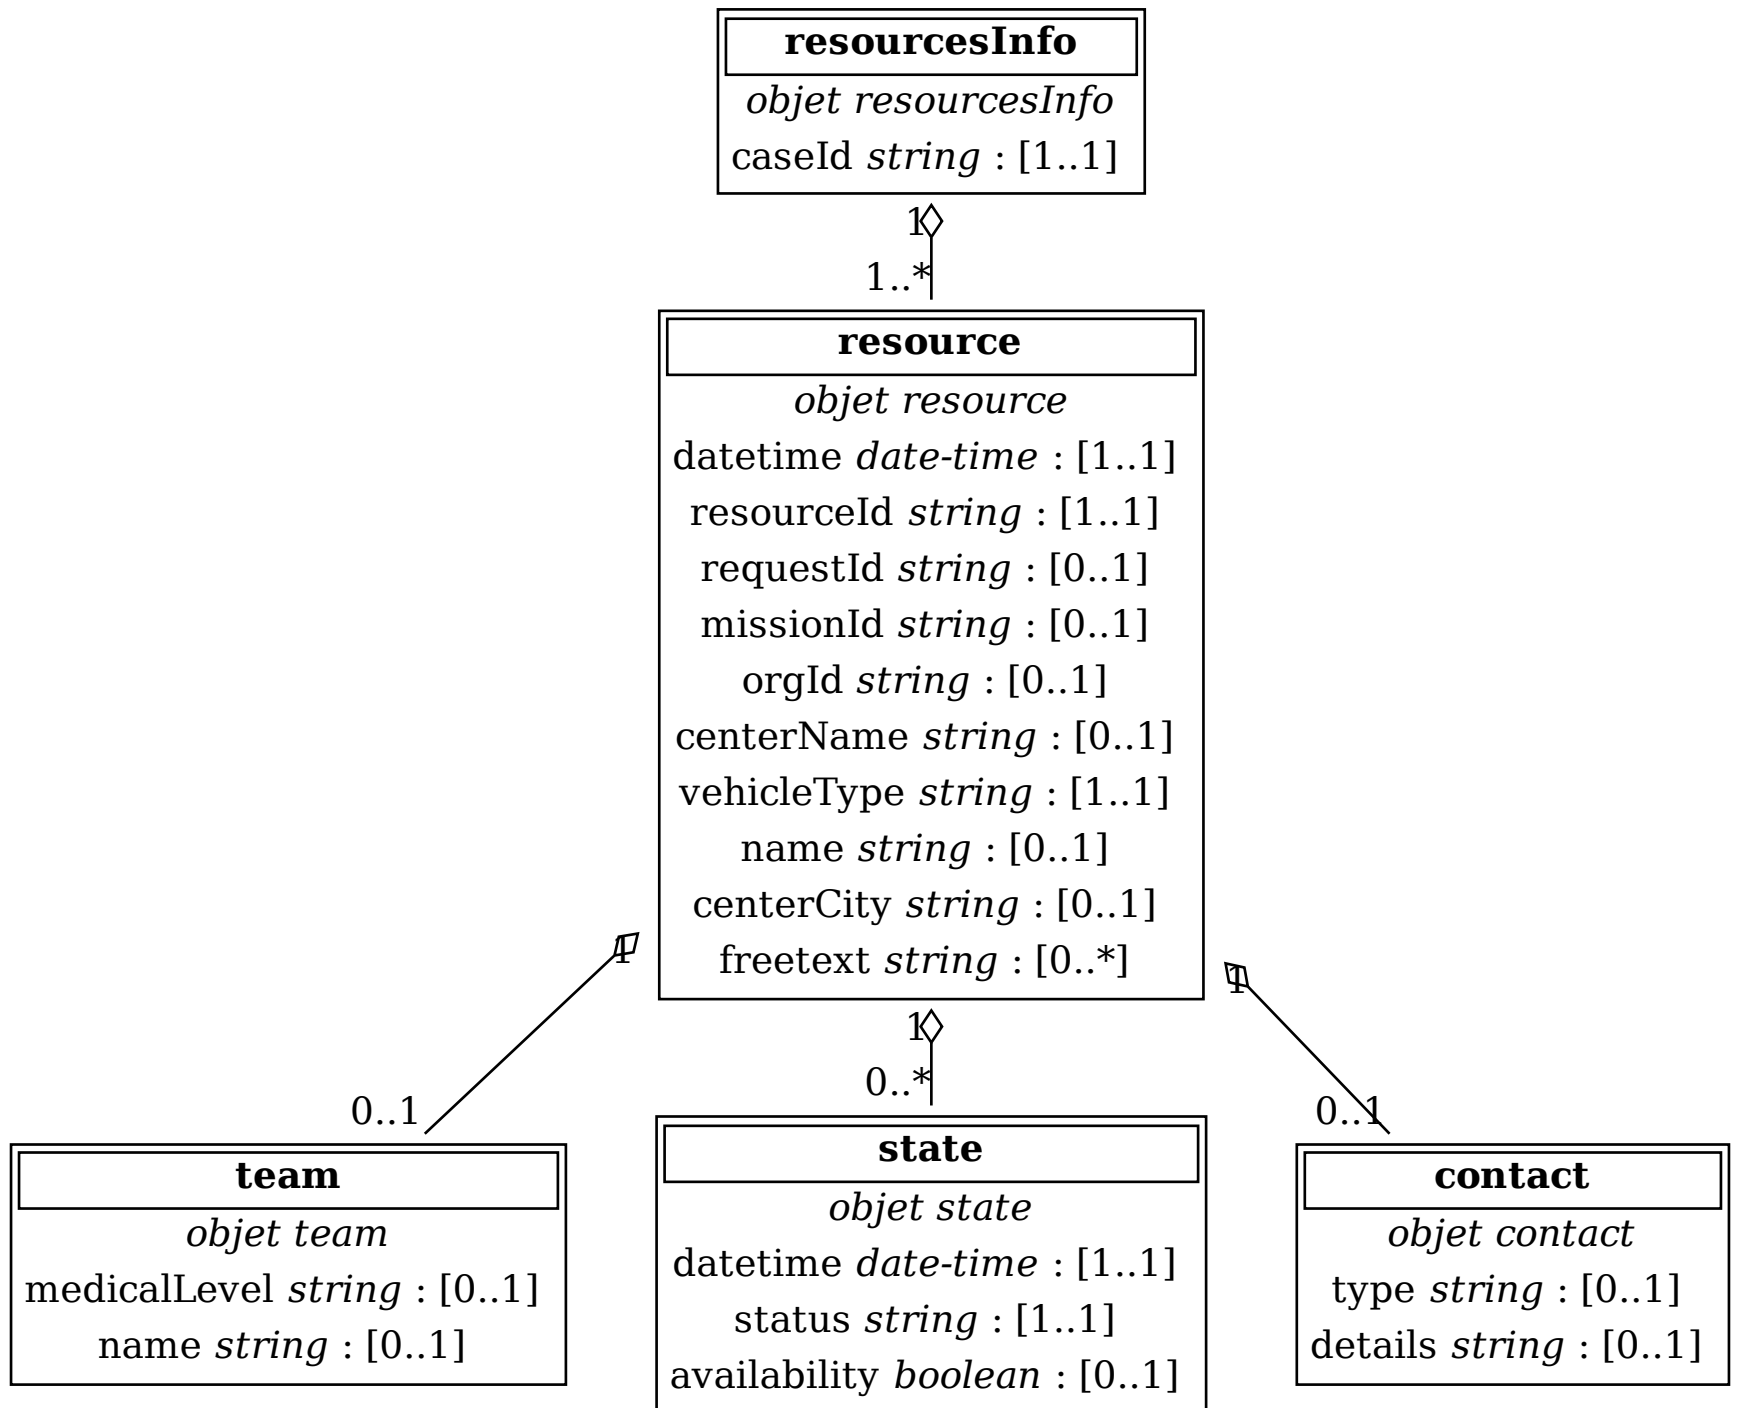 resourcesInfo
objet resourcesInfo
caseId string : [1..1]
1
1..*
resource
objet resource
datetime date-time : [1..1]
resourceId string : [1..1]
requestId string : [0..1]
missionId string : [0..1]
orgId string : [0..1]
centerName string : [0..1]
vehicleType string : [1..1]
name string : [0..1]
centerCity string : [0..1]
freetext string : [0..*]
1
1
1
0..1
0..*
0..1
team
objet team
medicalLevel string : [0..1]
name string : [0..1]
state
objet state
datetime date-time : [1..1]
status string : [1..1]
availability boolean : [0..1]
contact
objet contact
type string : [0..1]
details string : [0..1]